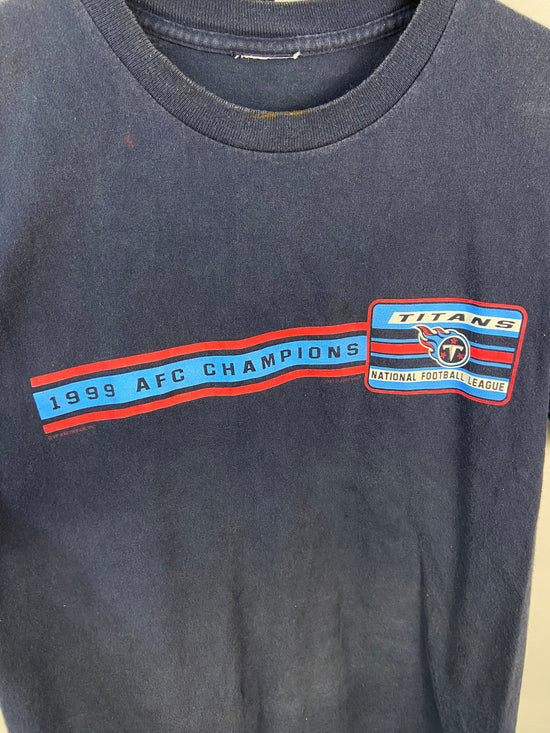 TITANS
1999 AFC CHAMPIONS
T
NATIONAL FOOTBALL LEAGUE